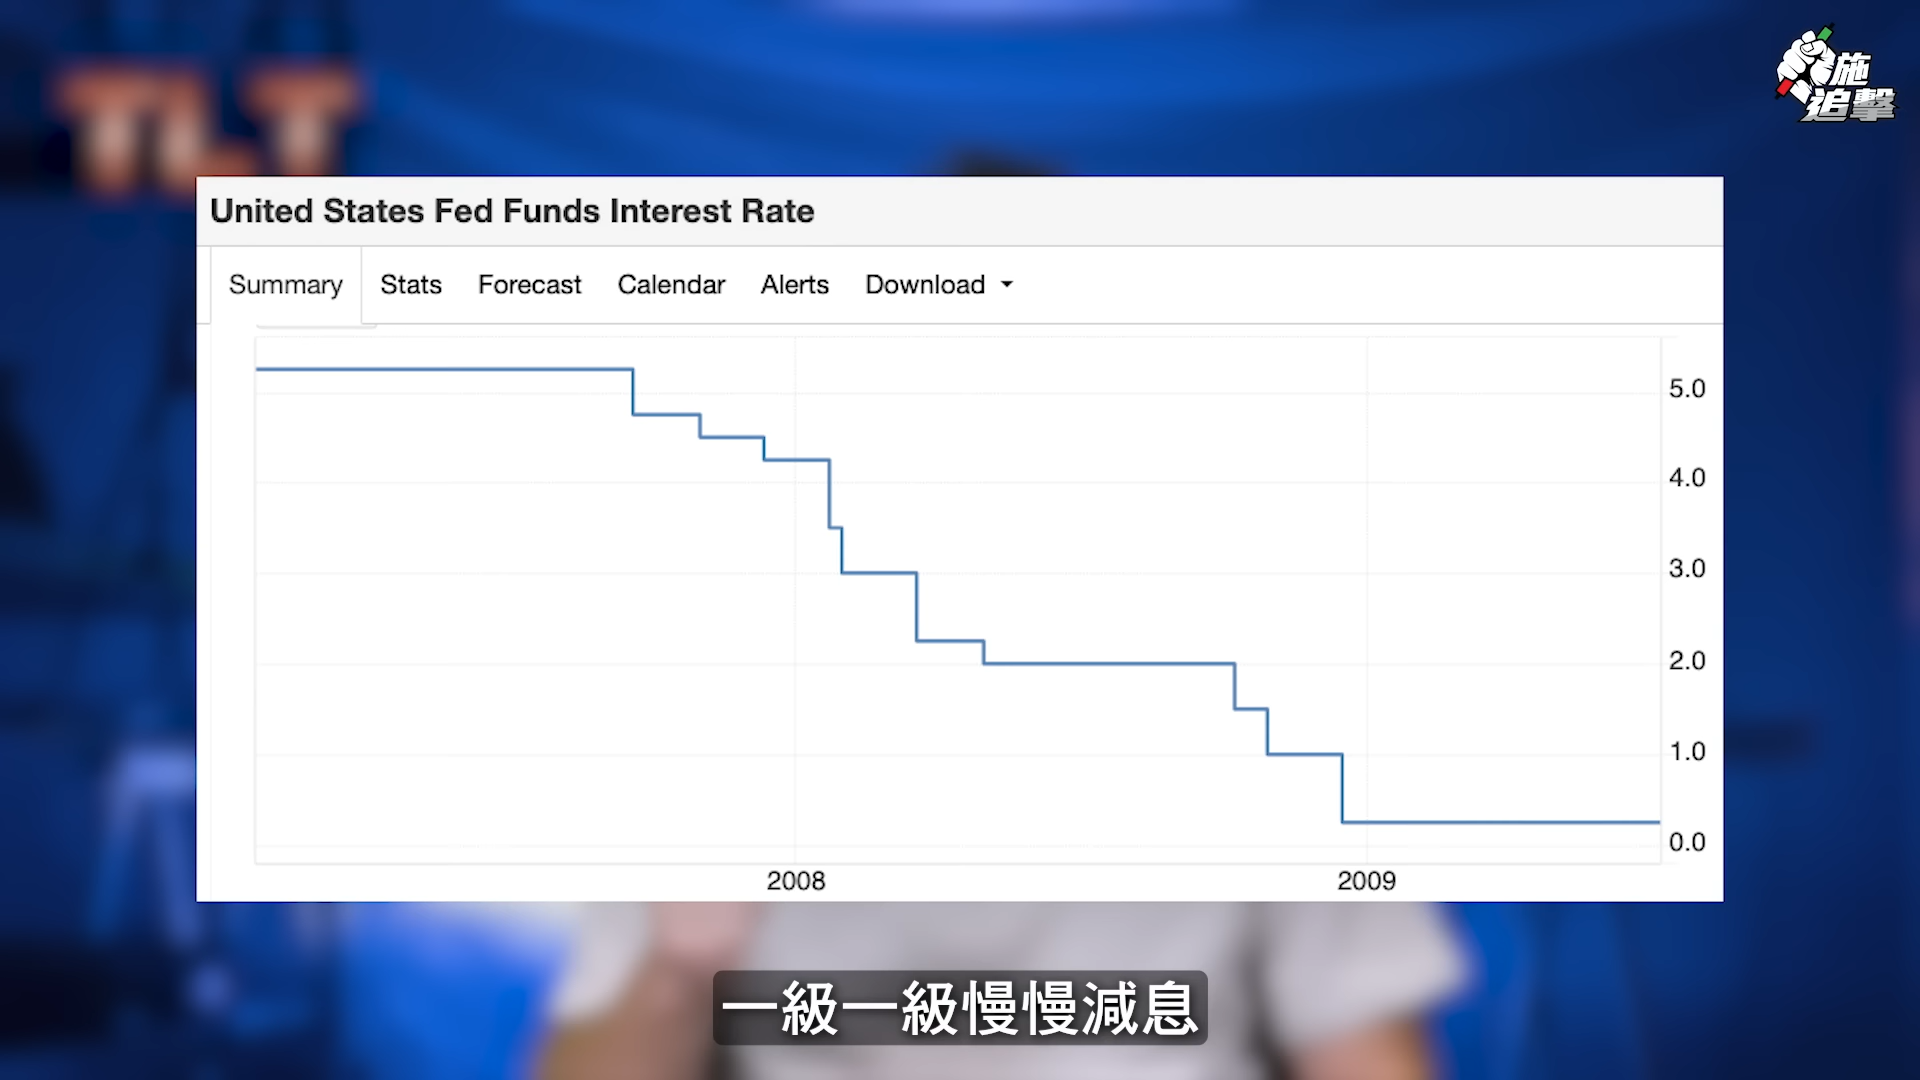 TLT
施
追擊
United States Fed Funds Interest Rate
Summary Stats Forecast Calendar Alerts Download
5.0
4.0
3.0
2.0
1.0
0.0
2008 2009
一級一級慢慢減息